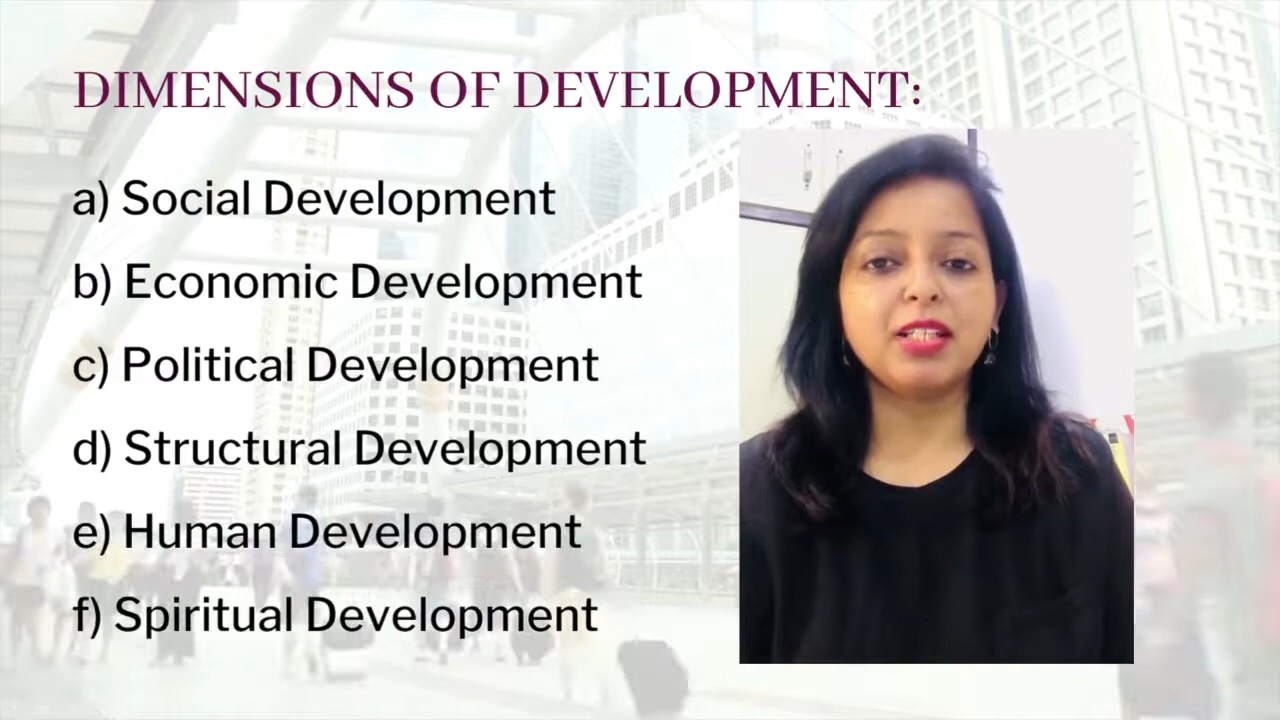 DIMENSIONS OF DEVELOPMENT:
a) Social Development
b) Economic Development
c) Political Development
d) Structural Development
e) Human Development
f) Spiritual Development